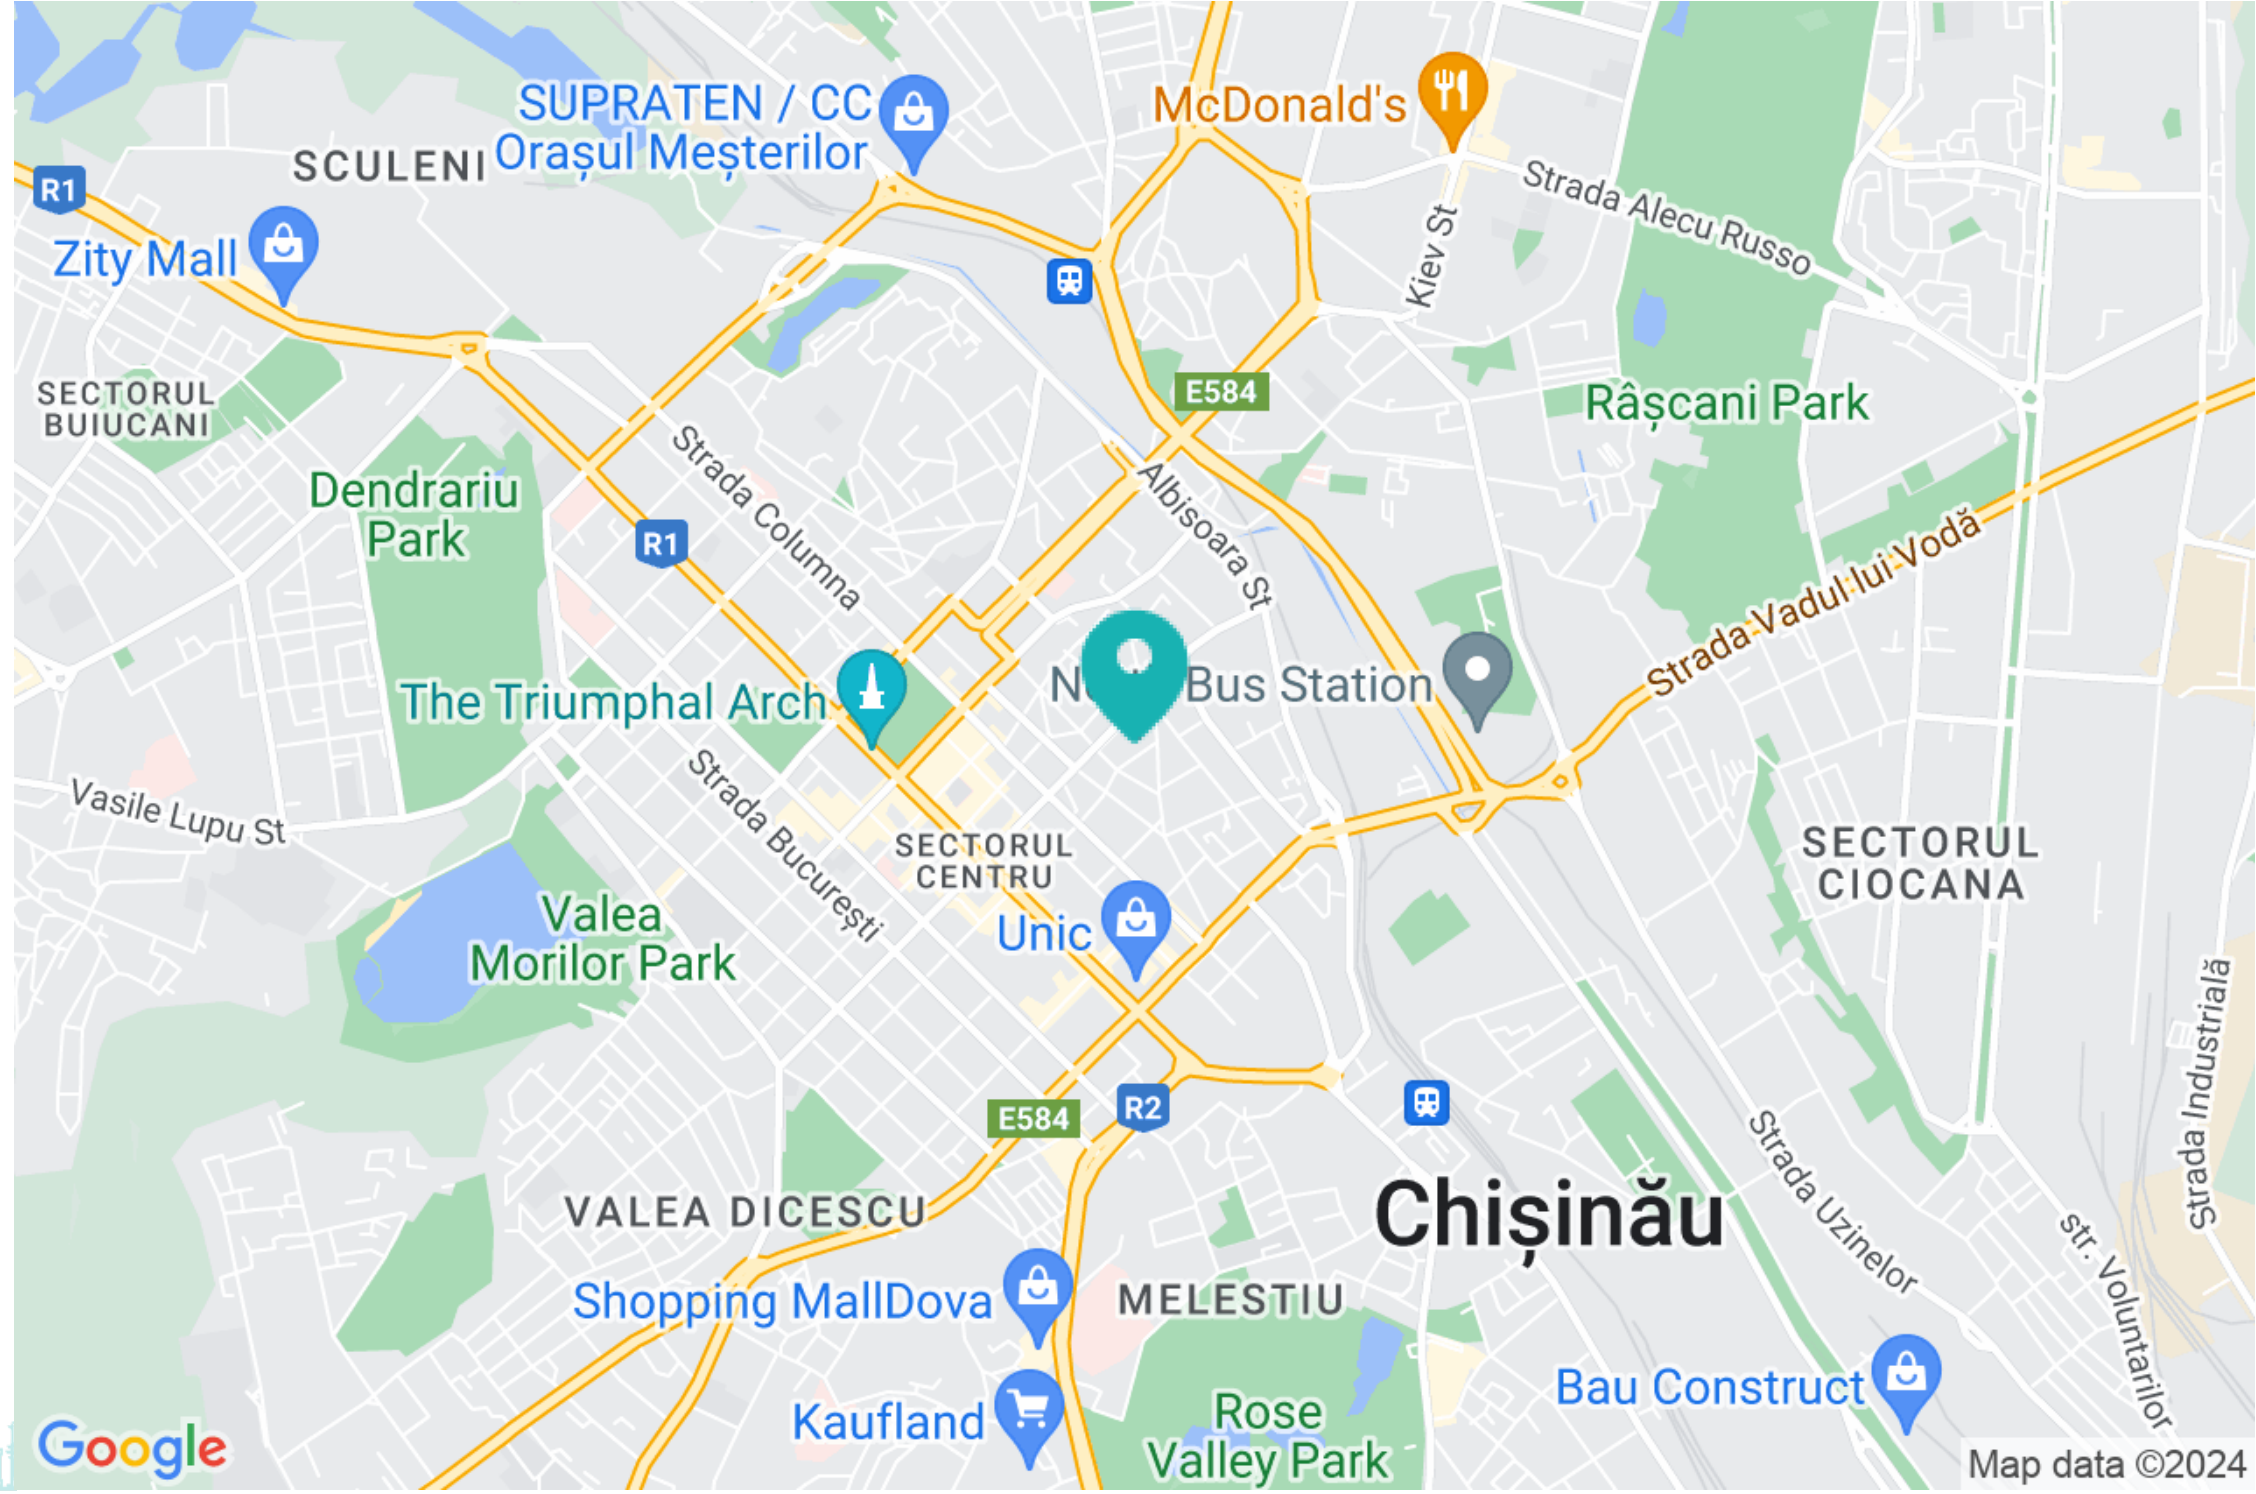 SUPRATEN / CC
Orașul Meșterilor
McDonald's
SCULENI
R1
Zity Mall
Strada Alecu Russo
Kiev St
SECTORUL
BUIUCANI
E584
Râșcani Park
Dendrariu
Park
Strada Columna
R1
Albisoara St
Strada Vadul lui Vodă
The Triumphal Arch
Bus Station
Strada București
Vasile Lupu St
SECTORUL
CENTRU
SECTORUL
CIOCANA
Valea
Morilor Park
Unic
Strada Industrială
E584
R2
Strada Uzinelor
VALEA DICESCU
Chișinău
str. Voluntarilor
Shopping MallDova
MELESTIU
Bau Construct
Kaufland
Rose
Valley Park
Google
Map data ©2024